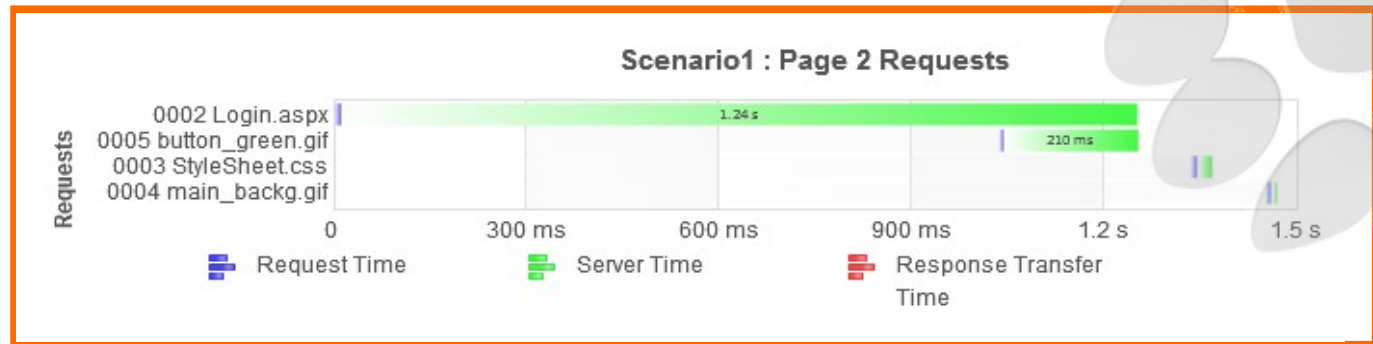 Scenario1 : Page 2 Requests
Requests
0002 Login.aspx
1.24 s
0005 button_green.gif
210 ms
0003 StyleSheet.css
0004 main_backg.gif
0 300 ms 600 ms 900 ms 1.2 s 1.5 s
Request Time Server Time Response Transfer
Time